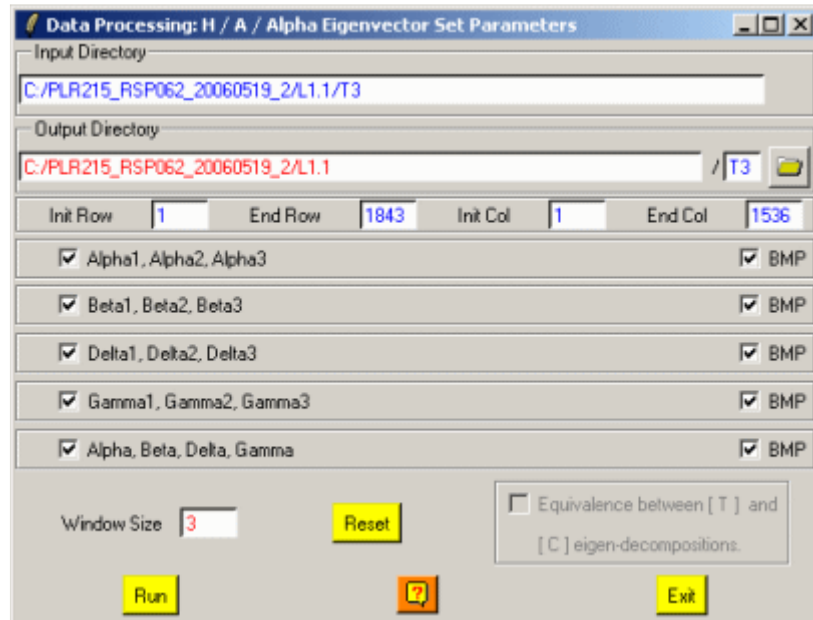 Data Processing: H / A / Alpha Eigenvector Set Parameters
Input Directory
C:/PLR215_RSP062_20060519_2/L1.1/T3
Output Directory
C:/PLR215_RSP062_20060519_2/L1.1 / T3
Init Row 1 End Row 1843 Init Col 1 End Col 1536
Alpha1, Alpha2, Alpha3 BMP
Beta1, Beta2, Beta3 BMP
Delta1, Delta2, Delta3 BMP
Gamma1, Gamma2, Gamma3 BMP
Alpha, Beta, Delta, Gamma BMP
Window Size 3 Reset
Equivalence between [ T ] and
[ C ] eigen-decompositions.
Run ? Exit